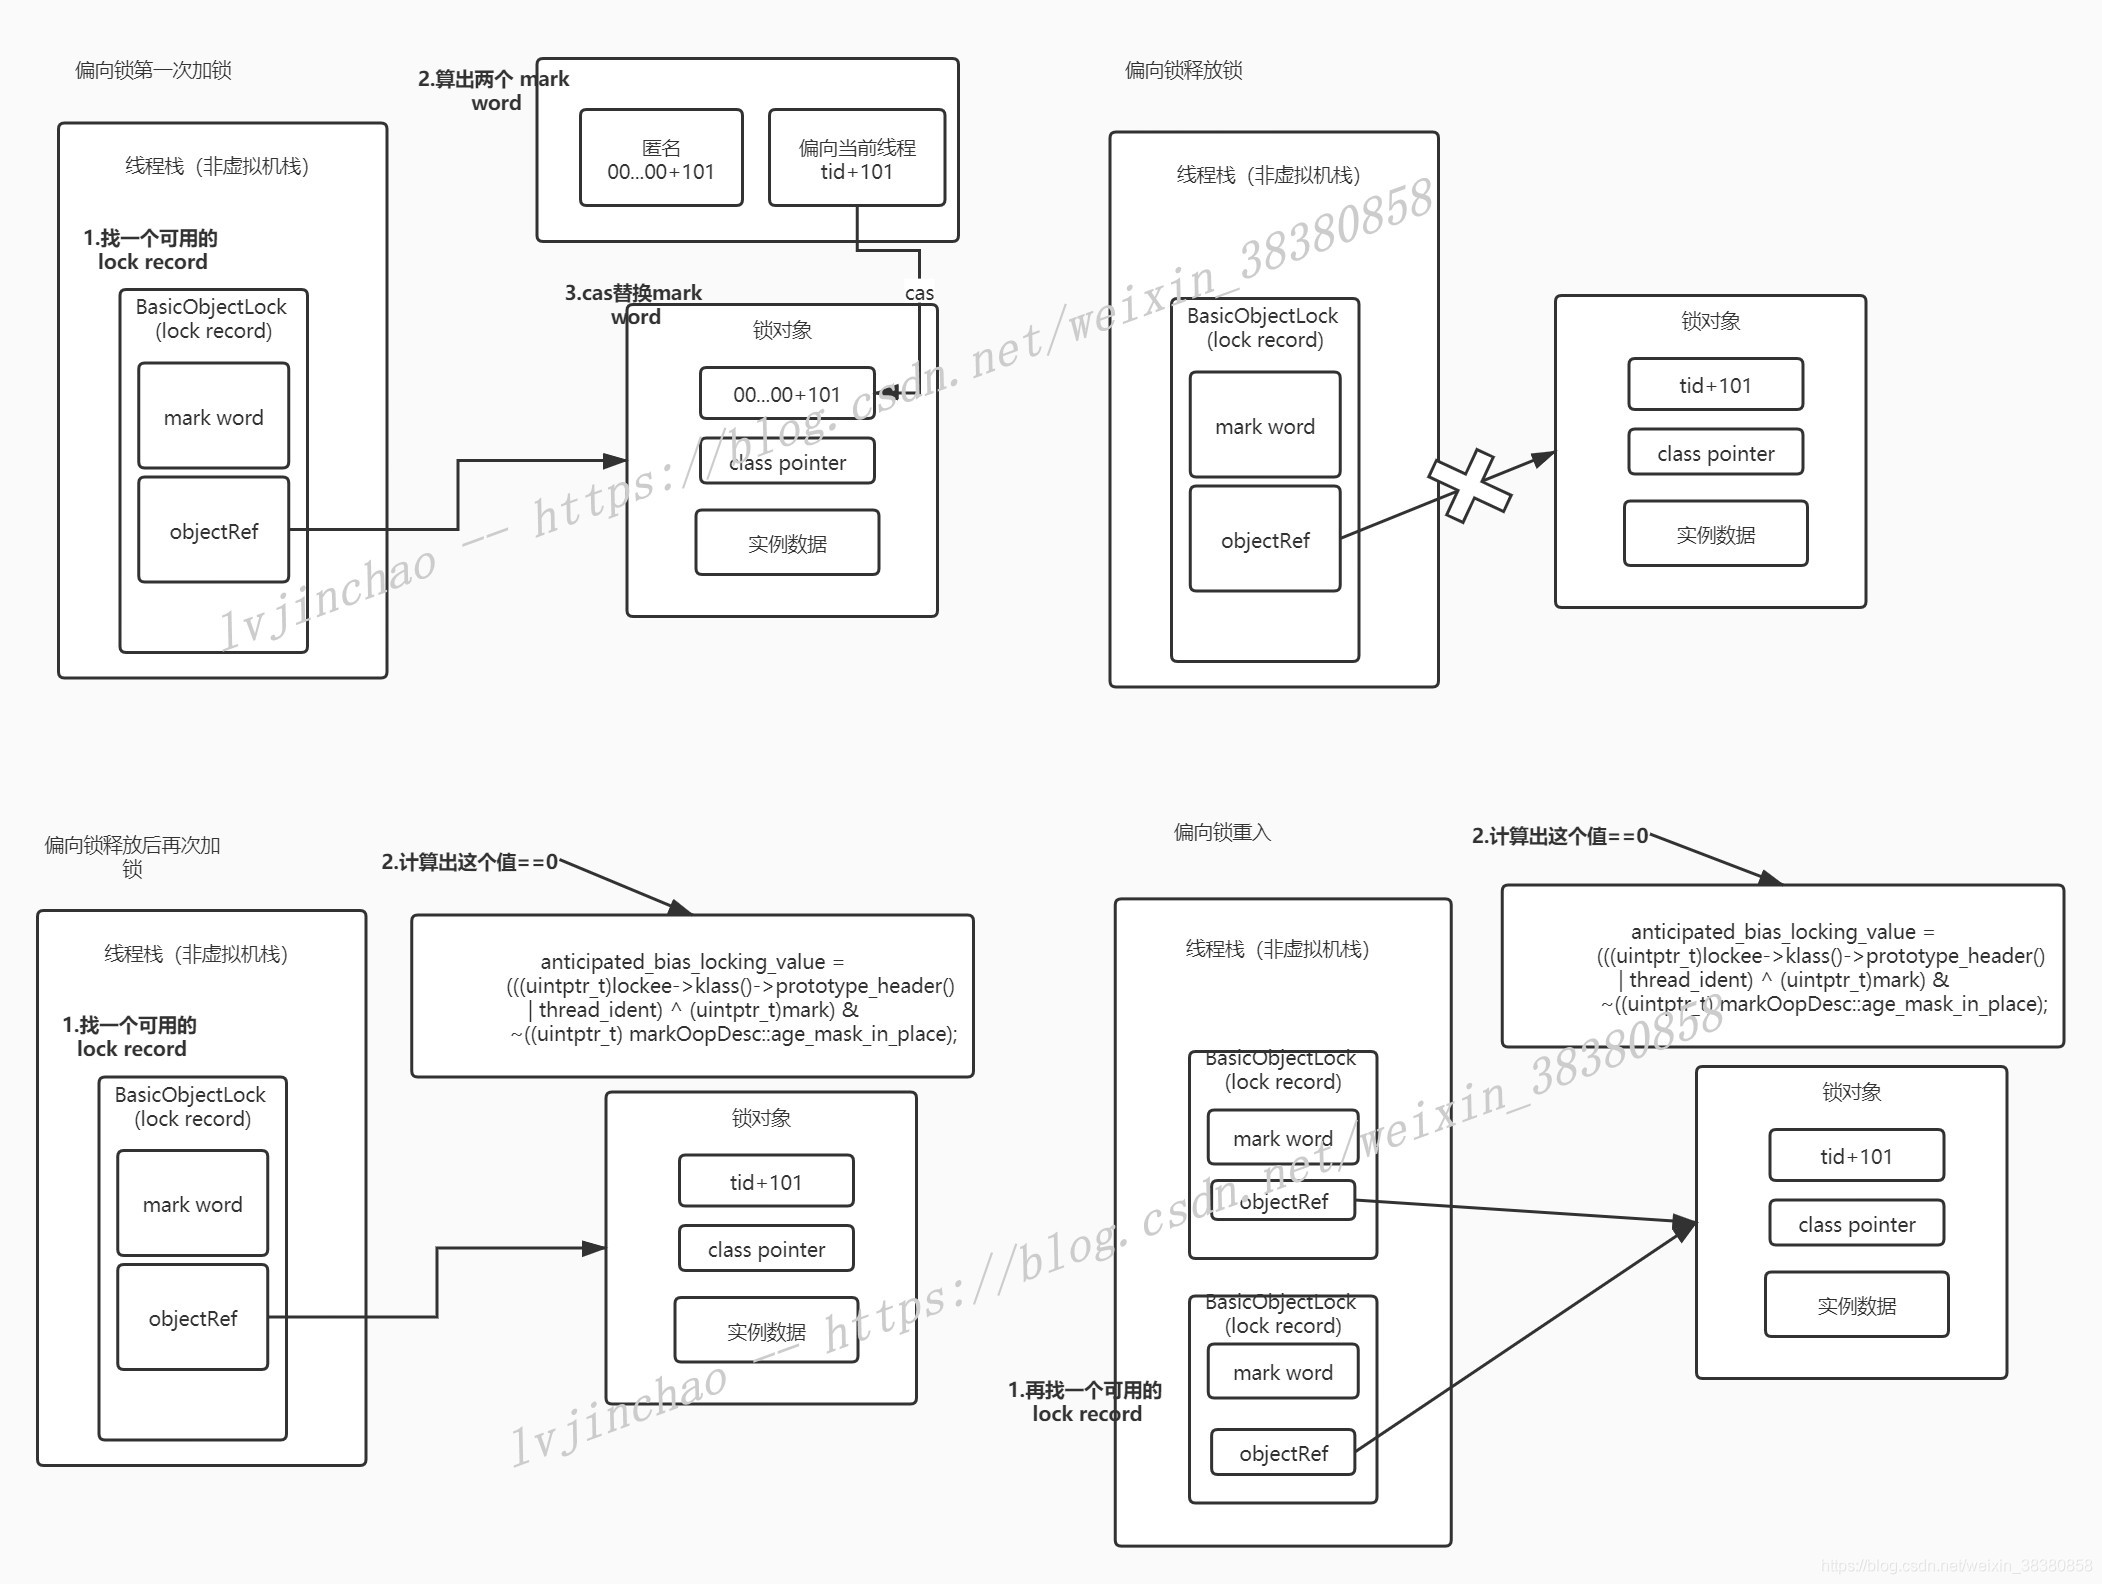 偏向锁第一次加锁
2.算出两个 mark
word
匿名
00...00+101
偏向当前线程
tid+101
线程栈（非虚拟机栈）
1.找一个可用的
lock record
BasicObjectLock
(lock record)
mark word
objectRef
3.cas替换mark
word
cas
锁对象
00...00+101
class pointer
实例数据
偏向锁释放锁
线程栈（非虚拟机栈）
BasicObjectLock
(lock record)
mark word
objectRef
锁对象
tid+101
class pointer
实例数据
lvjinchao -- https://blog.csdn.net/weixin_38380858
偏向锁释放后再次加
锁
2.计算出这个值==0
anticipated_bias_locking_value =
(((uintptr_t)lockee->klass()->prototype_header()
| thread_ident) ^ (uintptr_t)mark) &
~((uintptr_t) markOopDesc::age_mask_in_place);
线程栈（非虚拟机栈）
1.找一个可用的
lock record
BasicObjectLock
(lock record)
mark word
objectRef
锁对象
tid+101
class pointer
实例数据
偏向锁重入
2.计算出这个值==0
anticipated_bias_locking_value =
(((uintptr_t)lockee->klass()->prototype_header()
| thread_ident) ^ (uintptr_t)mark) &
~((uintptr_t) markOopDesc::age_mask_in_place);
线程栈（非虚拟机栈）
BasicObjectLock
(lock record)
mark word
objectRef
BasicObjectLock
(lock record)
mark word
objectRef
1.再找一个可用的
lock record
锁对象
tid+101
class pointer
实例数据
lvjinchao -- https://blog.csdn.net/weixin_38380858
https://blog.csdn.net/weixin_38380858